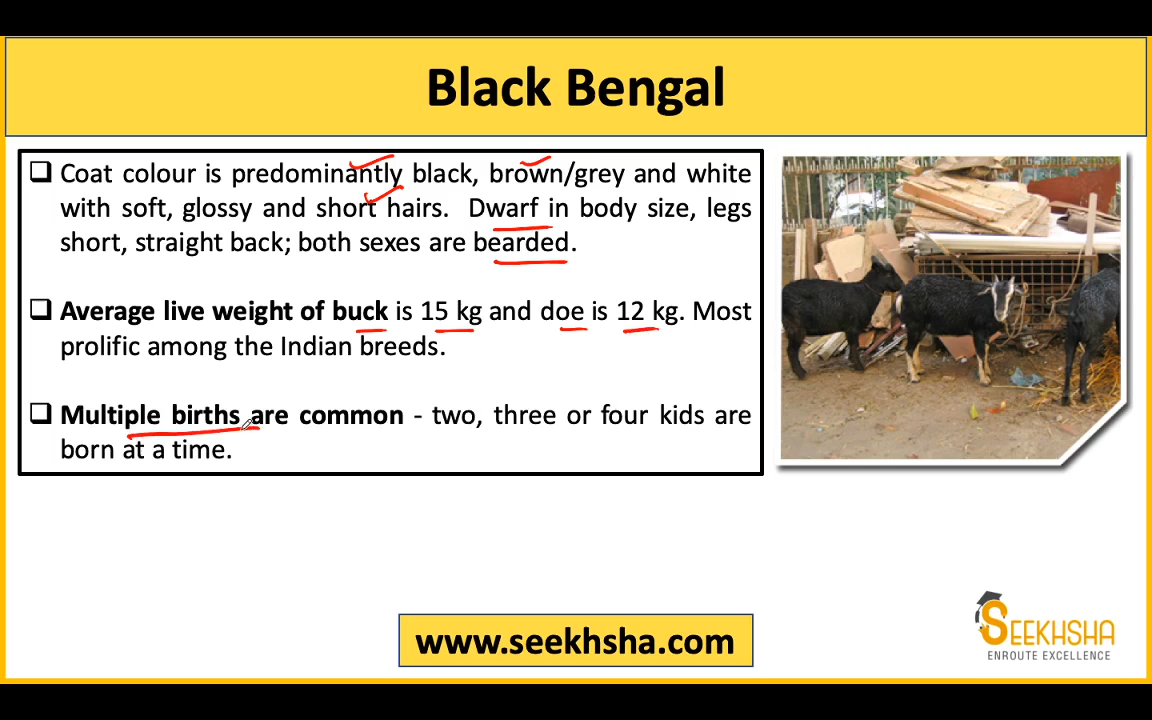 Black Bengal
❑ Coat colour is predominantly black, brown/grey and white
with soft, glossy and short hairs. Dwarf in body size, legs
short, straight back; both sexes are bearded.
❑ Average live weight of buck is 15 kg and doe is 12 kg. Most
prolific among the Indian breeds.
❑ Multiple births are common - two, three or four kids are
born at a time.
www.seekhsha.com
SEEKHSHA
ENROUTE EXCELLENCE